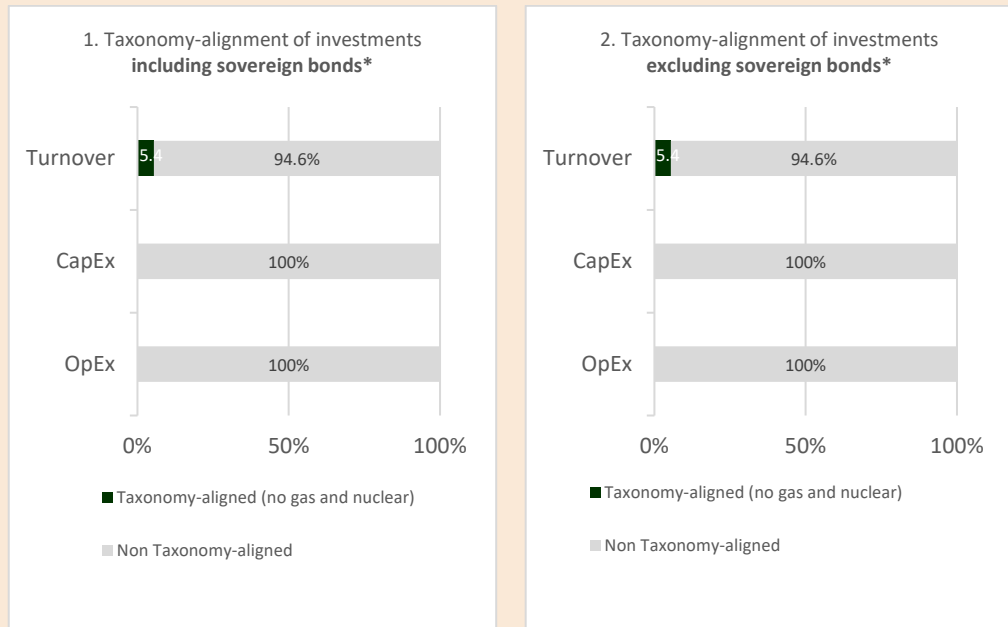 1. Taxonomy-alignment of investments
including sovereign bonds*
Turnover
5.4
94.6%
CapEx
100%
OpEx
100%
0%
50%
100%
Taxonomy-aligned (no gas and nuclear)
Non Taxonomy-aligned
2. Taxonomy-alignment of investments
excluding sovereign bonds*
Turnover
5.4
94.6%
CapEx
100%
OpEx
100%
0%
50%
100%
Taxonomy-aligned (no gas and nuclear)
Non Taxonomy-aligned